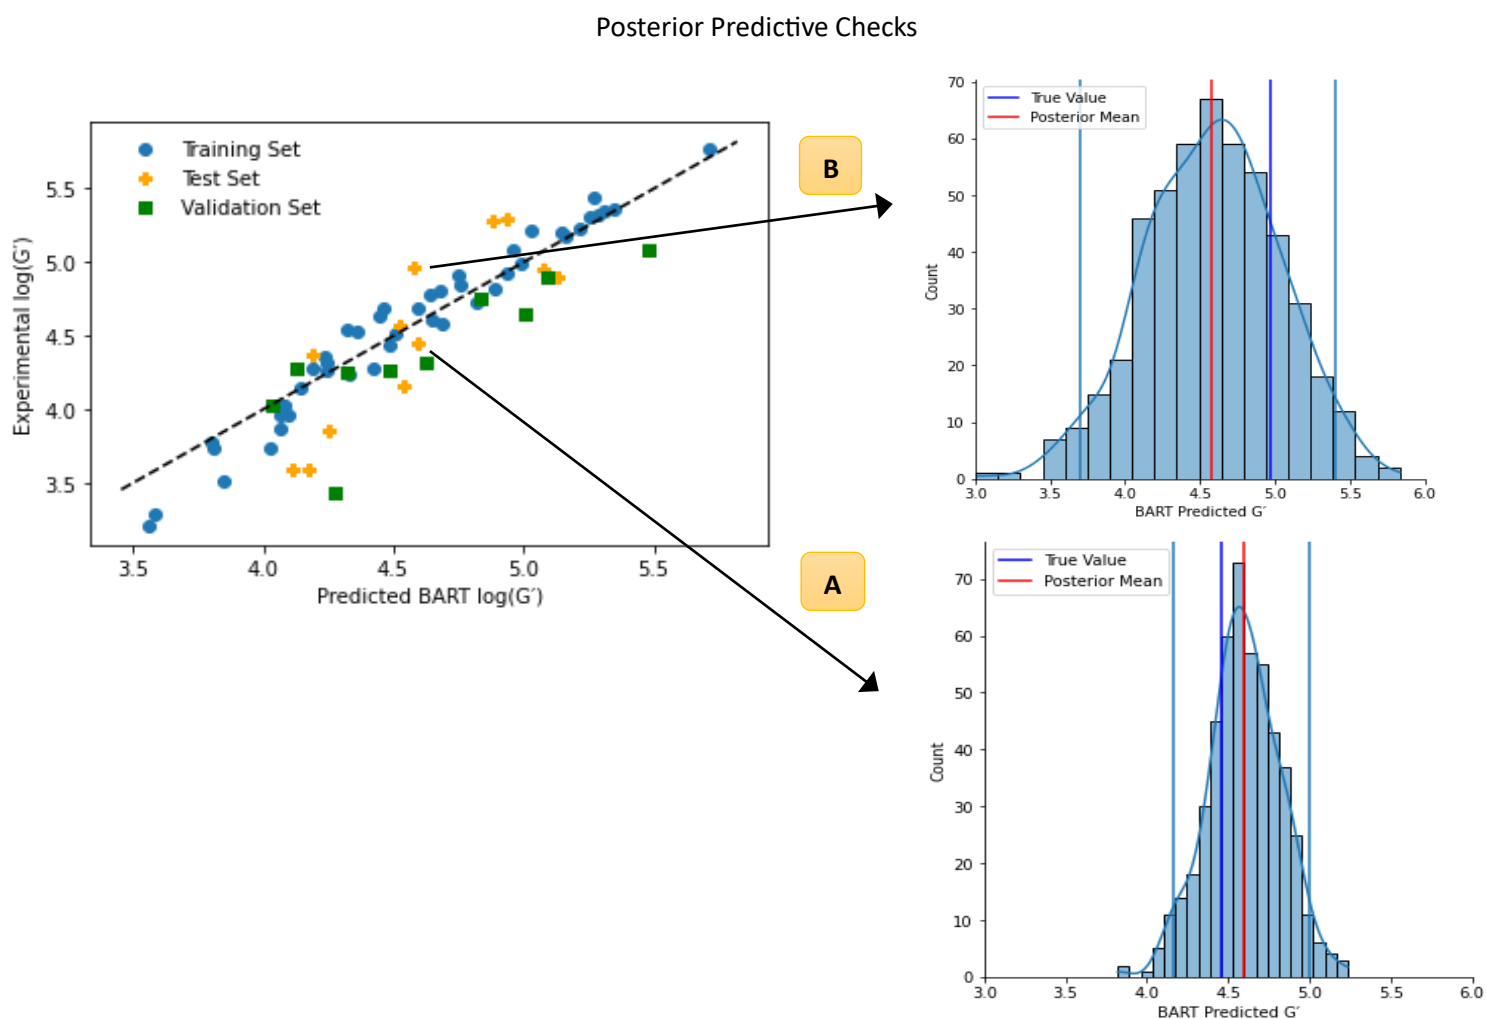 Posterior Predictive Checks
Training Set
Test Set
Validation Set
5.5
5.0
4.5
4.0
3.5
Experimental log(G′)
3.5 4.0 4.5 5.0 5.5
Predicted BART log(G′)
B
A
True Value
Posterior Mean
70
60
50
40
30
20
10
0
Count
3.0 3.5 4.0 4.5 5.0 5.5 6.0
BART Predicted G′
True Value
Posterior Mean
70
60
50
40
30
20
10
0
Count
3.0 3.5 4.0 4.5 5.0 5.5 6.0
BART Predicted G′